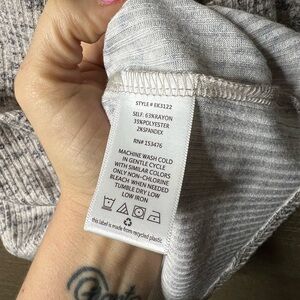 STYLE # EK3122
SELF: 63%RAYON
35%POLYESTER
2%SPANDEX
RN# 153476
MACHINE WASH COLD
IN GENTLE CYCLE
WITH SIMILAR COLORS
ONLY NON-CHLORINE
BLEACH WHEN NEEDED
TUMBLE DRY LOW
LOW IRON
this label is made from
recycled plastic